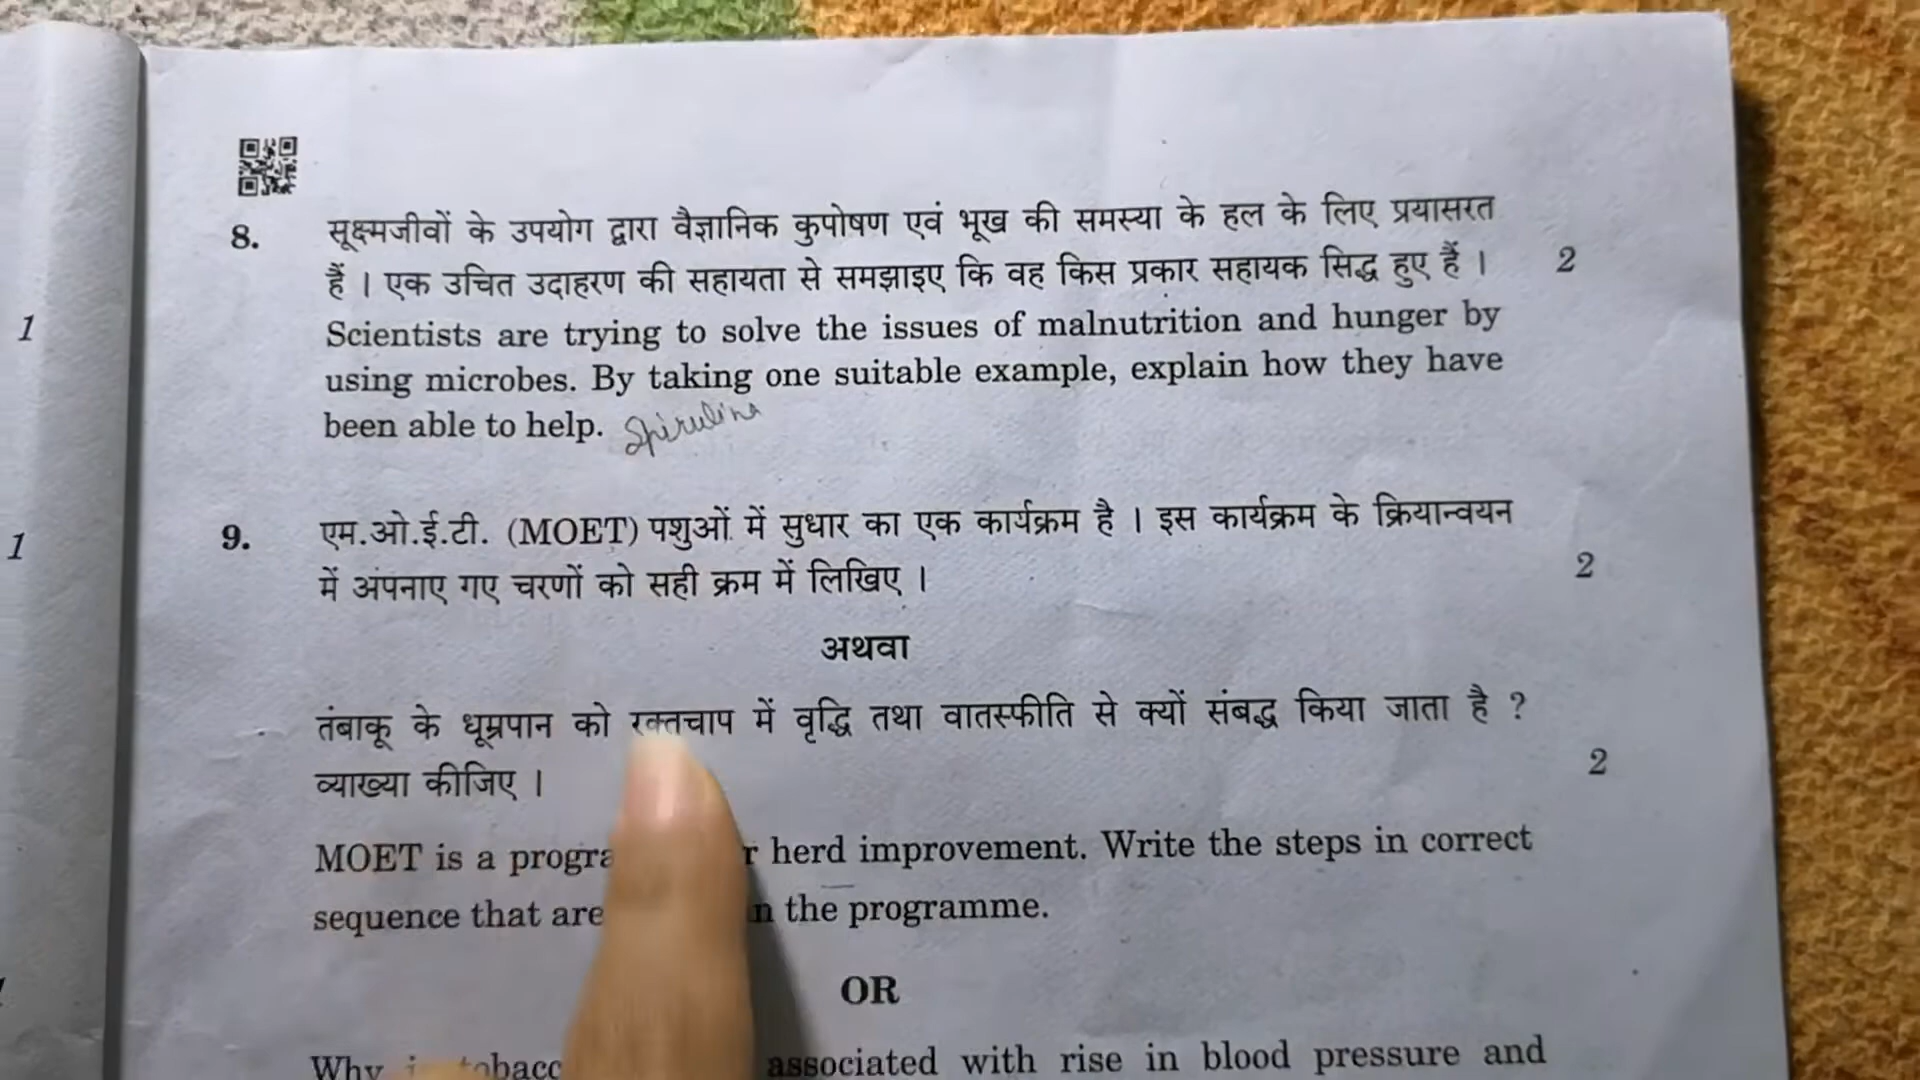 8. सूक्ष्मजीवों के उपयोग द्वारा वैज्ञानिक कुपोषण एवं भूख की समस्या के हल के लिए प्रयासरत
हैं । एक उचित उदाहरण की सहायता से समझाइए कि वह किस प्रकार सहायक सिद्ध हुए हैं । 2
1
Scientists are trying to solve the issues of malnutrition and hunger by
using microbes. By taking one suitable example, explain how they have
been able to help. Spirulina
1
9. एम.ओ.ई.टी. (MOET) पशुओं में सुधार का एक कार्यक्रम है । इस कार्यक्रम के क्रियान्वयन
में अपनाए गए चरणों को सही क्रम में लिखिए । 2
अथवा
तंबाकू के धूम्रपान को रक्तचाप में वृद्धि तथा वातस्फीति से क्यों संबद्ध किया जाता है ?
व्याख्या कीजिए । 2
MOET is a herd improvement. Write the steps in correct
sequence that are the programme.
OR
Why associated with rise in blood pressure and